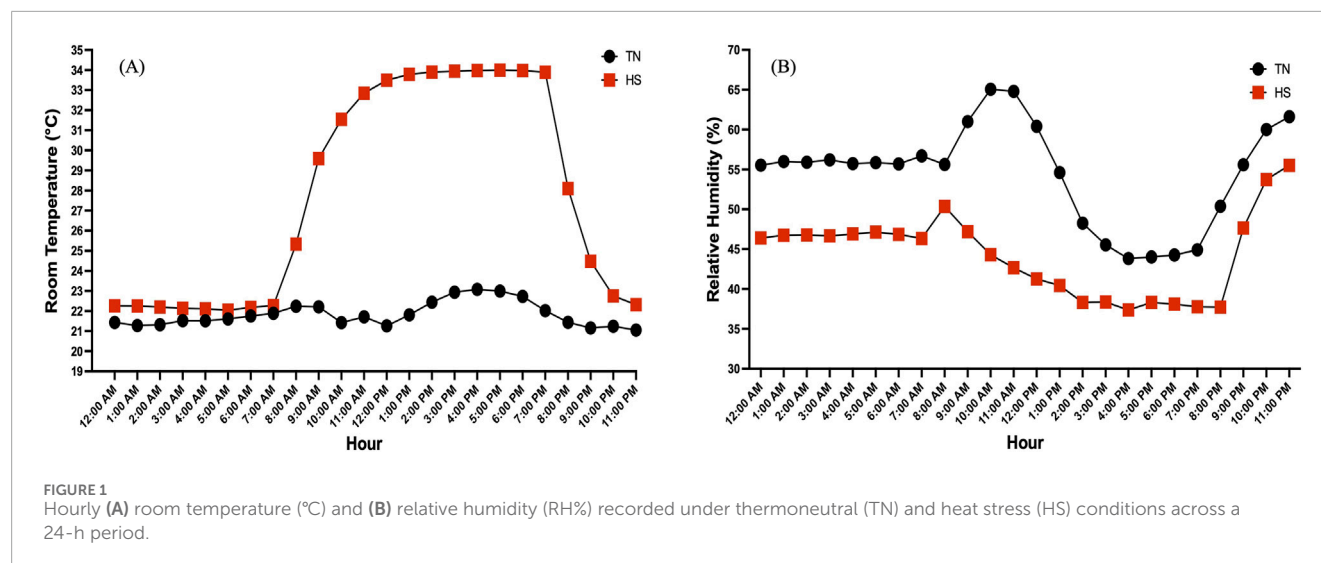 (A)
TN
HS
Room Temperature (°C)
35
34
33
32
31
30
29
28
27
26
25
24
23
22
21
20
19
12:00 AM
1:00 AM
2:00 AM
3:00 AM
4:00 AM
5:00 AM
6:00 AM
7:00 AM
8:00 AM
9:00 AM
10:00 AM
11:00 AM
12:00 PM
1:00 PM
2:00 PM
3:00 PM
4:00 PM
5:00 PM
6:00 PM
7:00 PM
8:00 PM
9:00 PM
10:00 PM
11:00 PM
Hour
(B)
TN
HS
Relative Humidity (%)
70
65
60
55
50
45
40
35
30
12:00 AM
1:00 AM
2:00 AM
3:00 AM
4:00 AM
5:00 AM
6:00 AM
7:00 AM
8:00 AM
9:00 AM
10:00 AM
11:00 AM
12:00 PM
1:00 PM
2:00 PM
3:00 PM
4:00 PM
5:00 PM
6:00 PM
7:00 PM
8:00 PM
9:00 PM
10:00 PM
11:00 PM
Hour
FIGURE 1
Hourly (A) room temperature (°C) and (B) relative humidity (RH%) recorded under thermoneutral (TN) and heat stress (HS) conditions across a
24-h period.